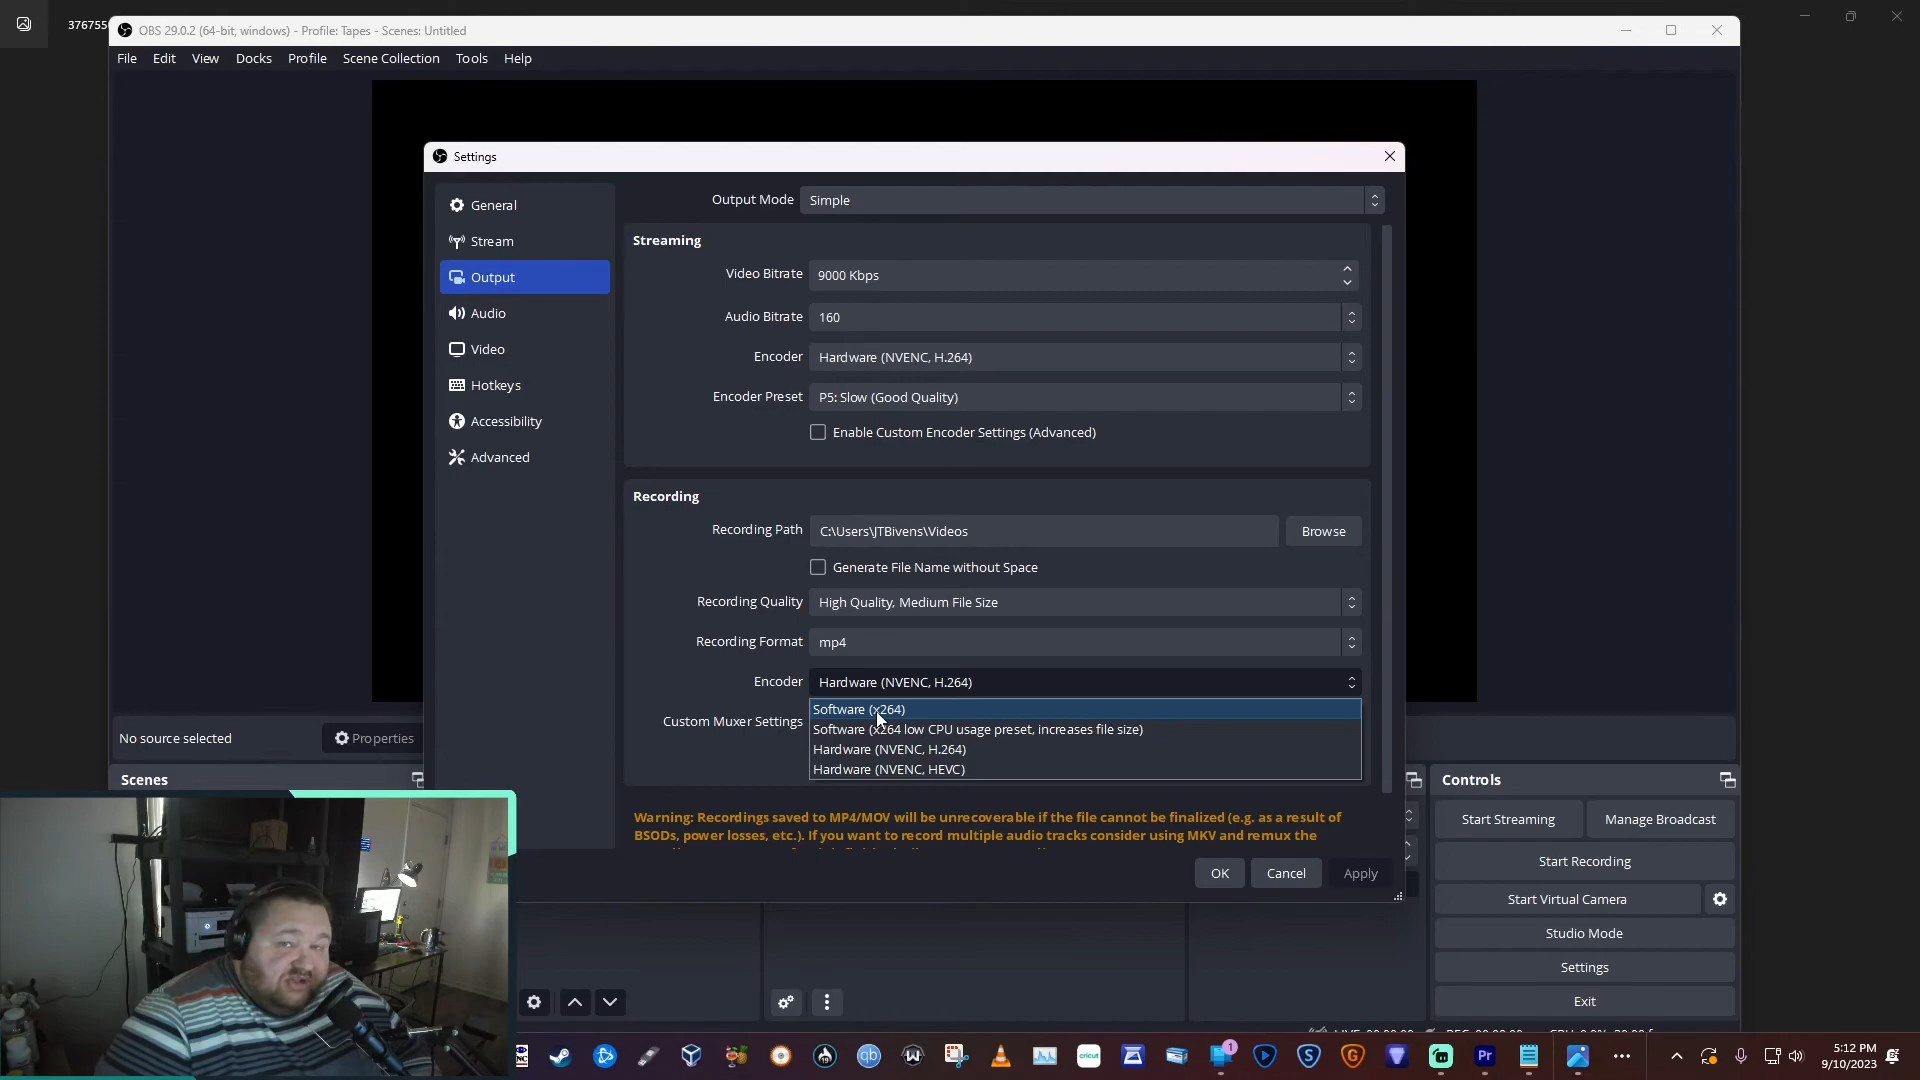 376755
OBS 29.0.2 (64-bit, windows) - Profile: Tapes - Scenes: Untitled
File Edit View Docks Profile Scene Collection Tools Help
Settings
General
Stream
Output
Audio
Video
Hotkeys
Accessibility
Advanced
Output Mode Simple
Streaming
Video Bitrate 9000 Kbps
Audio Bitrate 160
Encoder Hardware (NVENC, H.264)
Encoder Preset P5: Slow (Good Quality)
Enable Custom Encoder Settings (Advanced)
Recording
Recording Path C:\Users\JTBivens\Videos Browse
Generate File Name without Space
Recording Quality High Quality, Medium File Size
Recording Format mp4
Encoder Hardware (NVENC, H.264)
Software (x264)
Custom Muxer Settings
Software (x264 low CPU usage preset, increases file size)
Hardware (NVENC, H.264)
Hardware (NVENC, HEVC)
Warning: Recordings saved to MP4/MOV will be unrecoverable if the file cannot be finalized (e.g. as a result of
BSODs, power losses, etc.). If you want to record multiple audio tracks consider using MKV and remux the
OK Cancel Apply
No source selected Properties
Scenes
Controls
Start Streaming Manage Broadcast
Start Recording
Start Virtual Camera
Studio Mode
Settings
Exit
cricut
qb
Pr
1
5:12 PM
9/10/2023